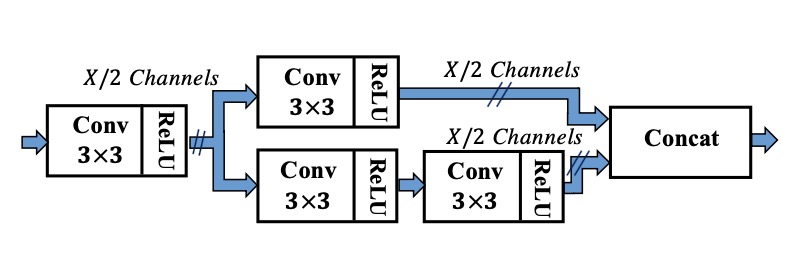 X/2 Channels
Conv
3×3
ReLU
Conv
3×3
ReLU
X/2 Channels
Conv
3×3
ReLU
X/2 Channels
Conv
3×3
ReLU
Concat